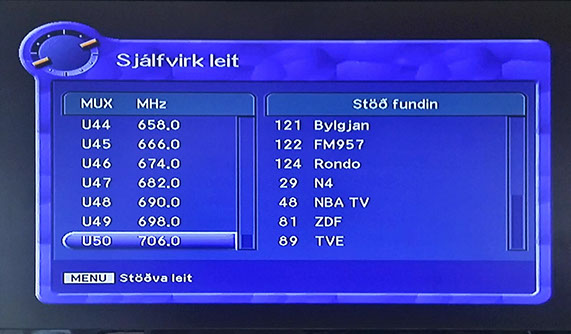 Sjálfvirk leit
MUX MHz
U44 658.0
U45 666.0
U46 674.0
U47 682.0
U48 690.0
U49 698.0
U50 706.0
Stöð fundin
121 Bylgjan
122 FM957
124 Rondo
29 N4
48 NBA TV
81 ZDF
89 TVE
MENU Stöðva leit